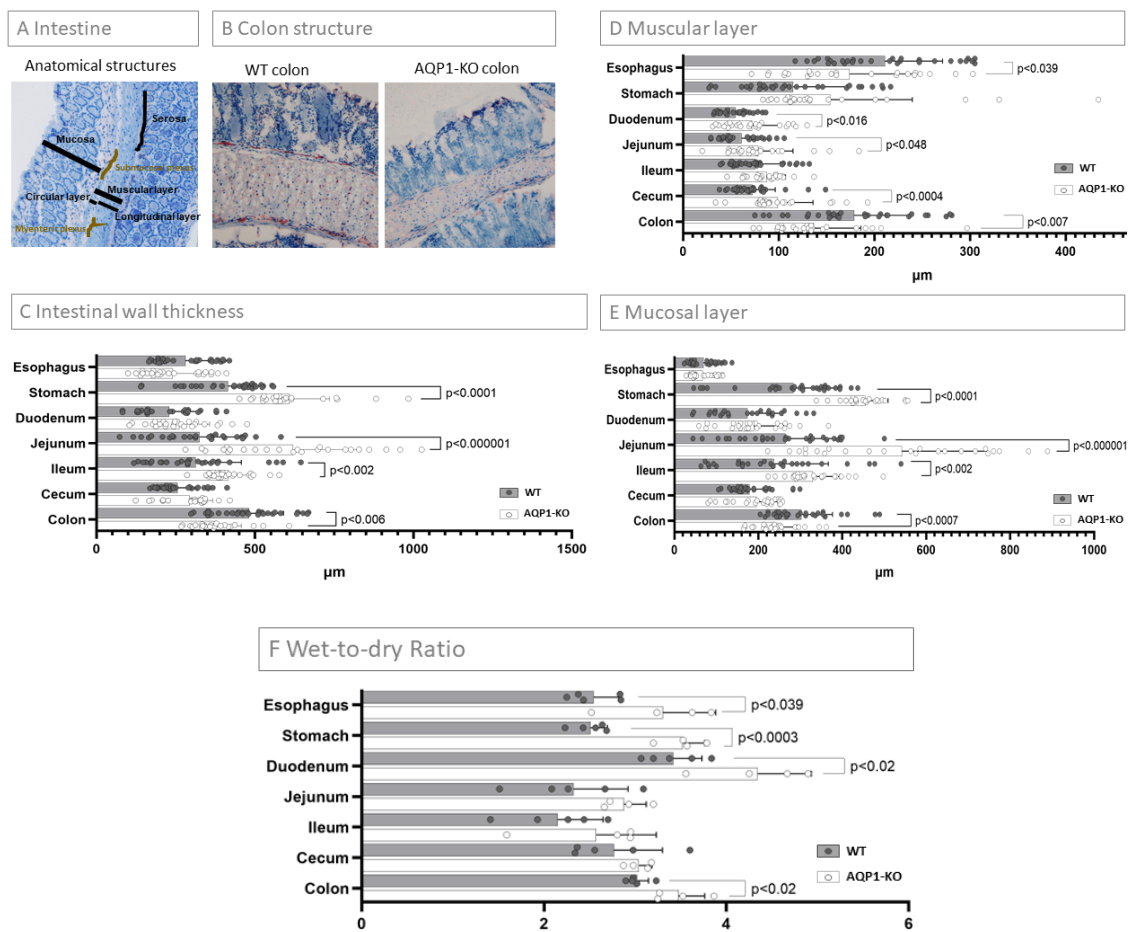 A Intestine
Anatomical structures
Serosa
Mucosa
Submucosa plexus
Muscular layer
Circular layer
Longitudinal layer
Myenteric plexus
B Colon structure
WT colon
AQP1-KO colon
D Muscular layer
Esophagus
p<0.039
Stomach
Duodenum
p<0.016
Jejunum
p<0.048
Ileum
WT
AQP1-KO
Cecum
p<0.0004
Colon
p<0.007
0 100 200 300 400
µm
C Intestinal wall thickness
Esophagus
Stomach
p<0.0001
Duodenum
Jejunum
p<0.000001
Ileum
p<0.002
Cecum
WT
AQP1-KO
Colon
p<0.006
0 500 1000 1500
µm
E Mucosal layer
Esophagus
Stomach
p<0.0001
Duodenum
Jejunum
p<0.000001
Ileum
p<0.002
Cecum
WT
AQP1-KO
Colon
p<0.0007
0 200 400 600 800 1000
µm
F Wet-to-dry Ratio
Esophagus
p<0.039
Stomach
p<0.0003
Duodenum
p<0.02
Jejunum
Ileum
WT
Cecum
AQP1-KO
Colon
p<0.02
0 2 4 6